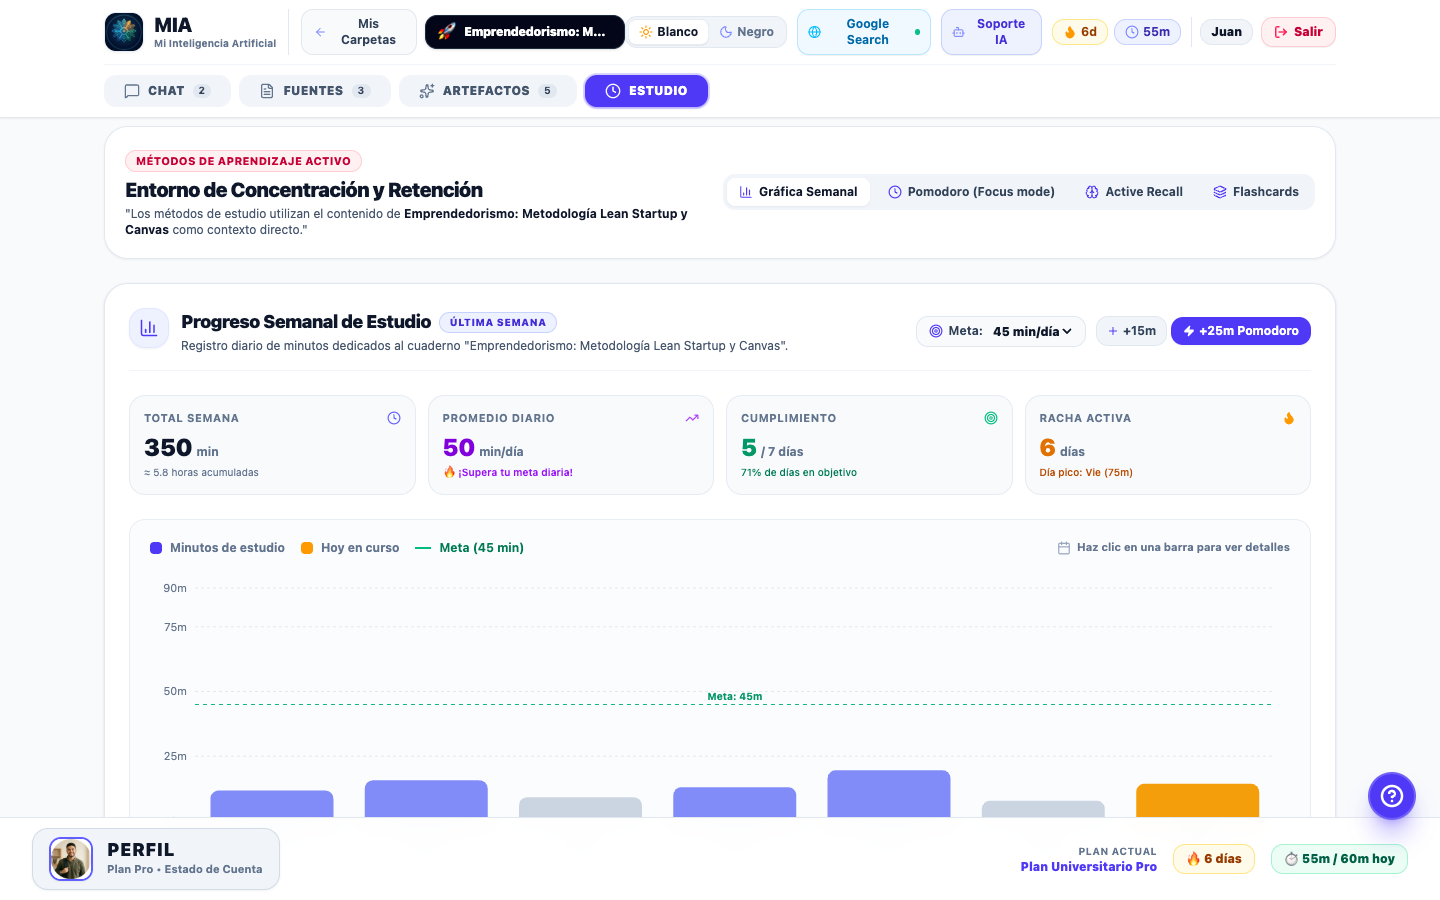 MIA
Mi Inteligencia Artificial
Mis
Carpetas
🚀 Emprendedorismo: M...
Blanco
Negro
Google
Search
Soporte
IA
6d
55m
Juan
Salir
CHAT 2
FUENTES 3
ARTEFACTOS 5
ESTUDIO
MÉTODOS DE APRENDIZAJE ACTIVO
Entorno de Concentración y Retención
"Los métodos de estudio utilizan el contenido de Emprendedorismo: Metodología Lean Startup y
Canvas como contexto directo."
Gráfica Semanal
Pomodoro (Focus mode)
Active Recall
Flashcards
Progreso Semanal de Estudio
ÚLTIMA SEMANA
Registro diario de minutos dedicados al cuaderno "Emprendedorismo: Metodología Lean Startup y Canvas".
Meta: 45 min/día
+15m
+25m Pomodoro
TOTAL SEMANA
350 min
≈ 5.8 horas acumuladas
PROMEDIO DIARIO
50 min/día
🔥 ¡Supera tu meta diaria!
CUMPLIMIENTO
5 / 7 días
71% de días en objetivo
RACHA ACTIVA
6 días
Día pico: Vie (75m)
Minutos de estudio
Hoy en curso
Meta (45 min)
Haz clic en una barra para ver detalles
90m
75m
50m
Meta: 45m
25m
PERFIL
Plan Pro • Estado de Cuenta
PLAN ACTUAL
Plan Universitario Pro
🔥 6 días
⏱️ 55m / 60m hoy